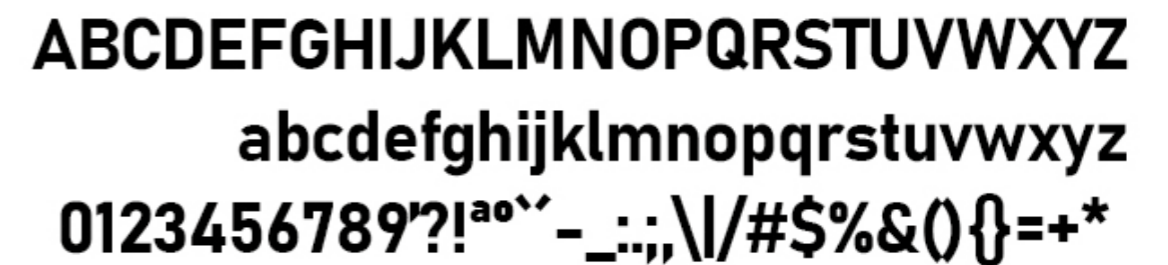 ABCDEFGHIJKLMNOPQRSTUVWXYZ
abcdefghijklmnopqrstuvwxyz
0123456789'?!ªº`´-_:.;,\|/#$%&(){}=+*